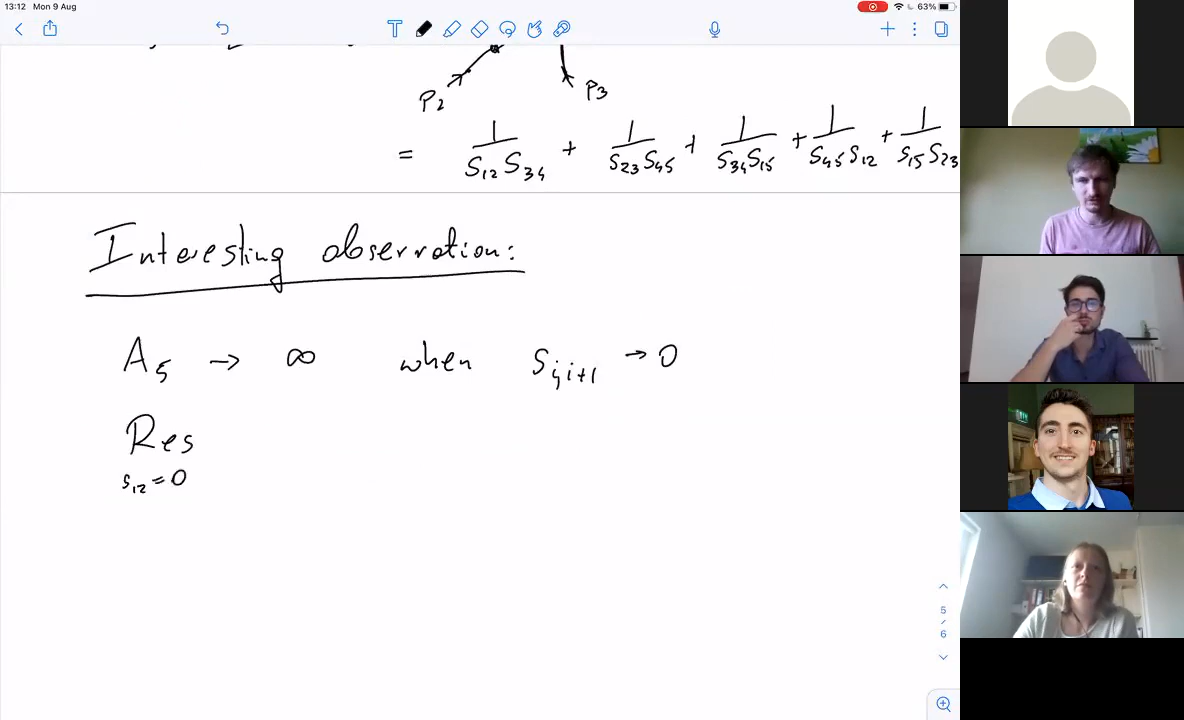 13:12 Mon 9 Aug 63%
P2 P3
= 1/(S12 S34) + 1/(S23 S45) + 1/(S34 S15) + 1/(S45 S12) + 1/(S15 S23)
Interesting observation:
A5 → ∞ when Si,i+1 → 0
Res
S12 = 0
5
/
6